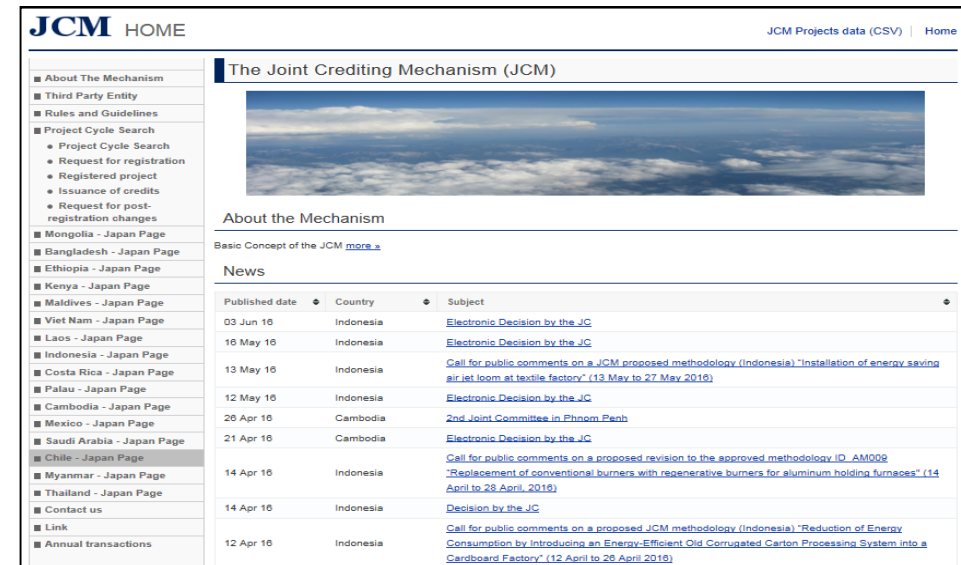 JCM HOME
JCM Projects data (CSV) | Home
About The Mechanism
Third Party Entity
Rules and Guidelines
Project Cycle Search
Project Cycle Search
Request for registration
Registered project
Issuance of credits
Request for post-
registration changes
Mongolia - Japan Page
Bangladesh - Japan Page
Ethiopia - Japan Page
Kenya - Japan Page
Maldives - Japan Page
Viet Nam - Japan Page
Laos - Japan Page
Indonesia - Japan Page
Costa Rica - Japan Page
Palau - Japan Page
Cambodia - Japan Page
Mexico - Japan Page
Saudi Arabia - Japan Page
Chile - Japan Page
Myanmar - Japan Page
Thailand - Japan Page
Contact us
Link
Annual transactions
The Joint Crediting Mechanism (JCM)
About the Mechanism
Basic Concept of the JCM more »
News
Published date Country Subject
03 Jun 16 Indonesia Electronic Decision by the JC
16 May 16 Indonesia Electronic Decision by the JC
13 May 16 Indonesia Call for public comments on a JCM proposed methodology (Indonesia) "Installation of energy saving
air jet loom at textile factory" (13 May to 27 May 2016)
12 May 16 Indonesia Electronic Decision by the JC
26 Apr 16 Cambodia 2nd Joint Committee in Phnom Penh
21 Apr 16 Cambodia Electronic Decision by the JC
14 Apr 16 Indonesia Call for public comments on a proposed revision to the approved methodology ID_AM009
"Replacement of conventional burners with regenerative burners for aluminum holding furnaces" (14
April to 28 April, 2016)
14 Apr 16 Indonesia Decision by the JC
12 Apr 16 Indonesia Call for public comments on a proposed JCM methodology (Indonesia) "Reduction of Energy
Consumption by Introducing an Energy-Efficient Old Corrugated Carton Processing System into a
Cardboard Factory" (12 April to 26 April 2016)